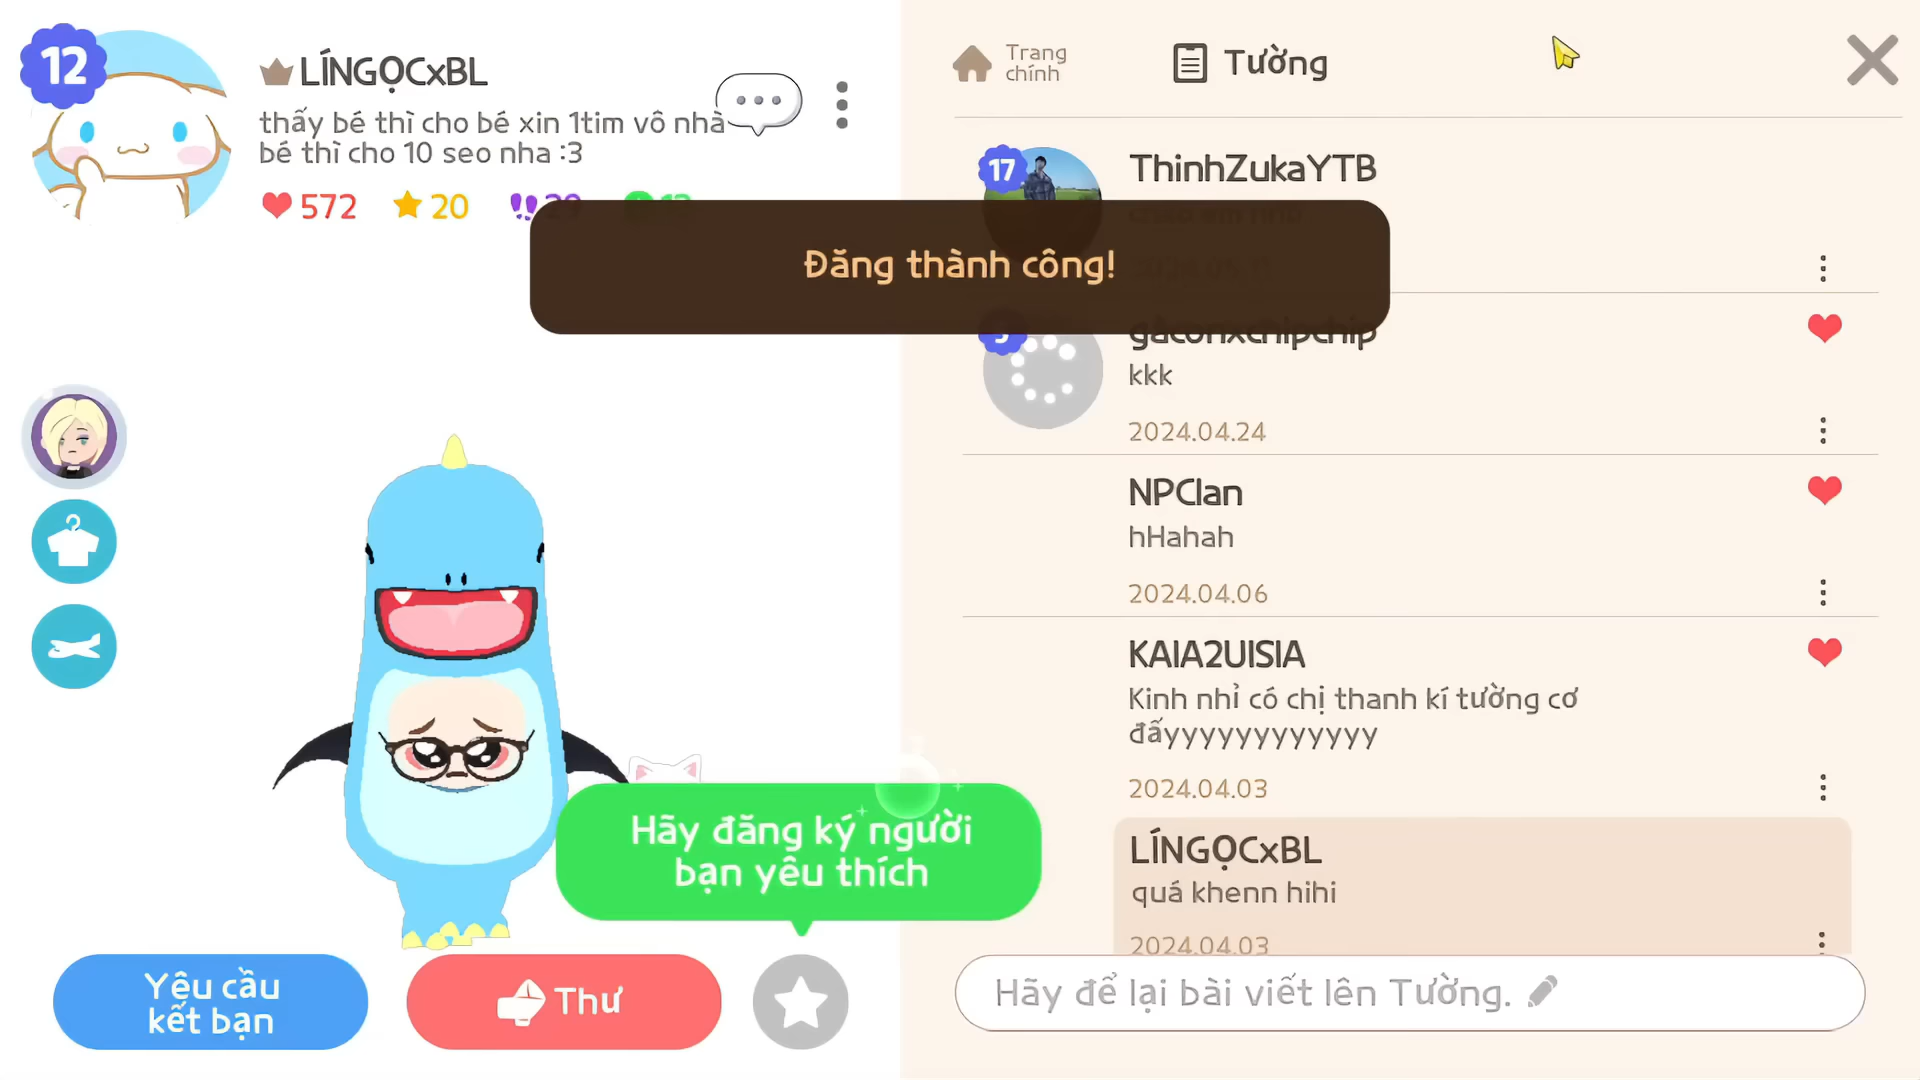 12
LÍNGỌCxBL
thấy bé thì cho bé xin 1tim vô nhà
bé thì cho 10 seo nha :3
572
20
29
Trang
chính
Tường
17
ThinhZukaYTB
Đăng thành công!
gàconxchipchip
kkk
2024.04.24
NPClan
hHahah
2024.04.06
KAIA2UISIA
Kinh nhỉ có chị thanh kí tường cơ
đấyyyyyyyyyyyyy
2024.04.03
LÍNGỌCxBL
quá khenn hihi
2024.04.03
Hãy đăng ký người
bạn yêu thích
Yêu cầu
kết bạn
Thư
Hãy để lại bài viết lên Tường.